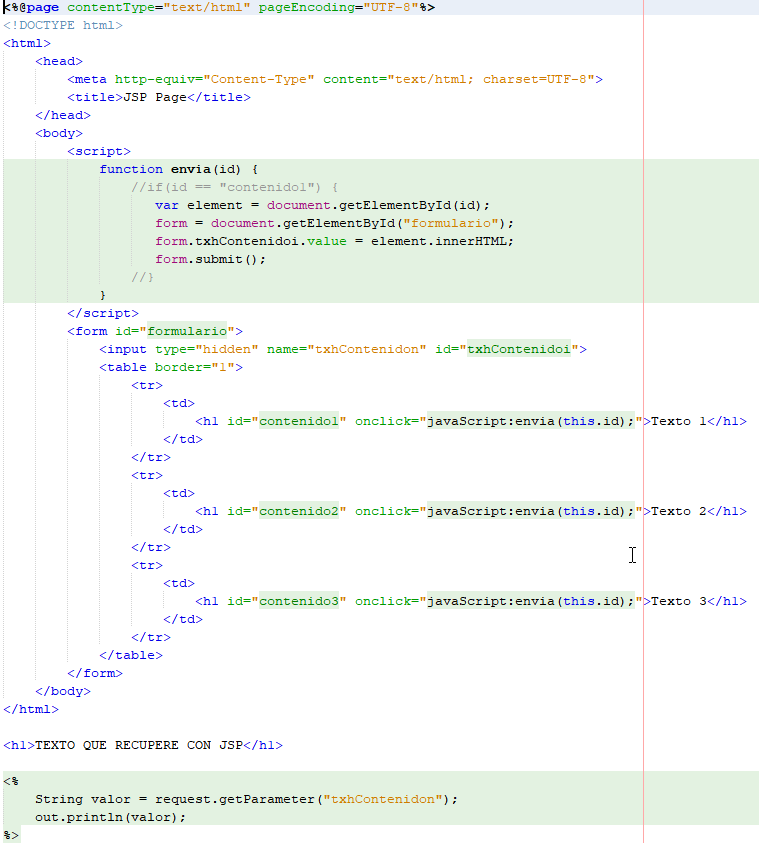 <%@page contentType="text/html" pageEncoding="UTF-8"%>
<!DOCTYPE html>
<html>
    <head>
        <meta http-equiv="Content-Type" content="text/html; charset=UTF-8">
        <title>JSP Page</title>
    </head>
    <body>
        <script>
            function envia(id) {
                //if(id == "contenido1") {
                   var element = document.getElementById(id);
                   form = document.getElementById("formulario");
                   form.txhContenidoi.value = element.innerHTML;
                   form.submit();
                //}
            }
        </script>
        <form id="formulario">
            <input type="hidden" name="txhContenidon" id="txhContenidoi">
            <table border="1">
                <tr>
                    <td>
                        <h1 id="contenido1" onclick="javaScript:envia(this.id);">Texto 1</h1>
                    </td>
                </tr>
                <tr>
                    <td>
                        <h1 id="contenido2" onclick="javaScript:envia(this.id);">Texto 2</h1>
                    </td>
                </tr>
                <tr>
                    <td>
                        <h1 id="contenido3" onclick="javaScript:envia(this.id);">Texto 3</h1>
                    </td>
                </tr>
            </table>
        </form>
    </body>
</html>

<h1>TEXTO QUE RECUPERE CON JSP</h1>

<%
    String valor = request.getParameter("txhContenidon");
    out.println(valor);
%>